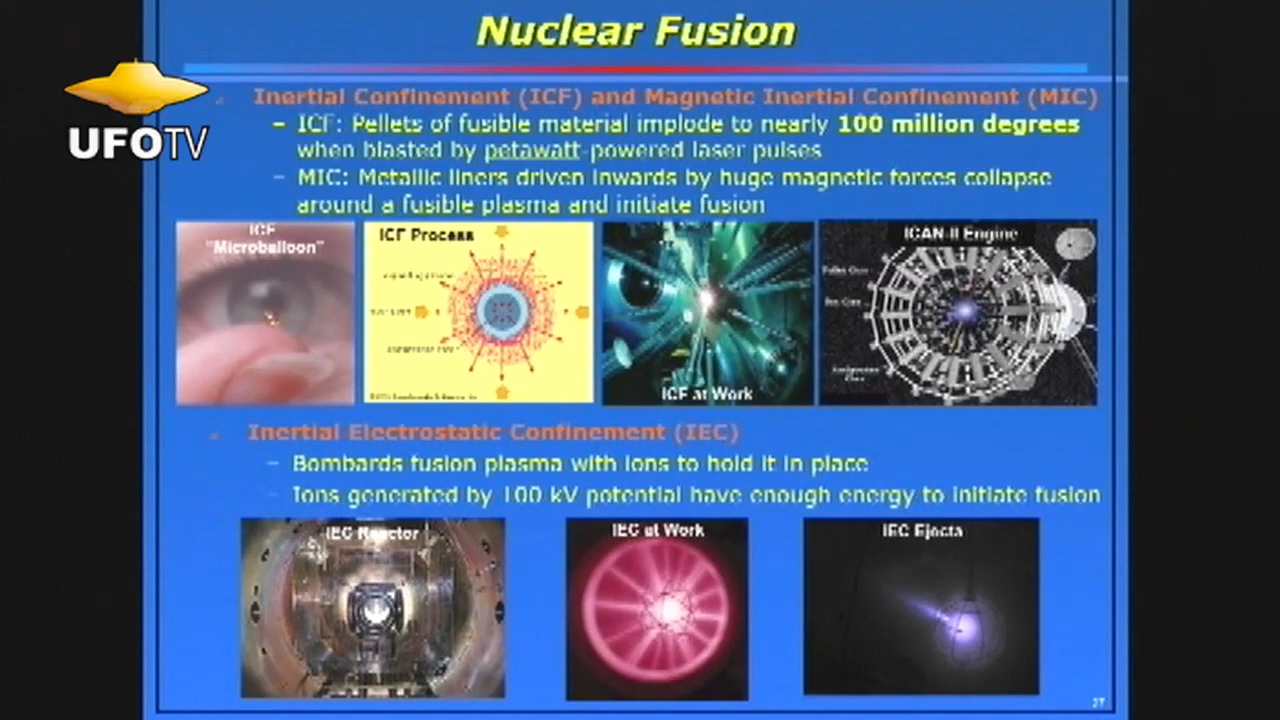 Nuclear Fusion
UFOTV
Inertial Confinement (ICF) and Magnetic Inertial Confinement (MIC)
– ICF: Pellets of fusible material implode to nearly 100 million degrees
when blasted by petawatt-powered laser pulses
– MIC: Metallic liners driven inwards by huge magnetic forces collapse
around a fusible plasma and initiate fusion
ICF
"Microballoon"
ICF Process
ICF at Work
ICAN-II Engine
Inertial Electrostatic Confinement (IEC)
– Bombards fusion plasma with ions to hold it in place
– Ions generated by 100 kV potential have enough energy to initiate fusion
IEC Reactor
IEC at Work
IEC Ejecta
37